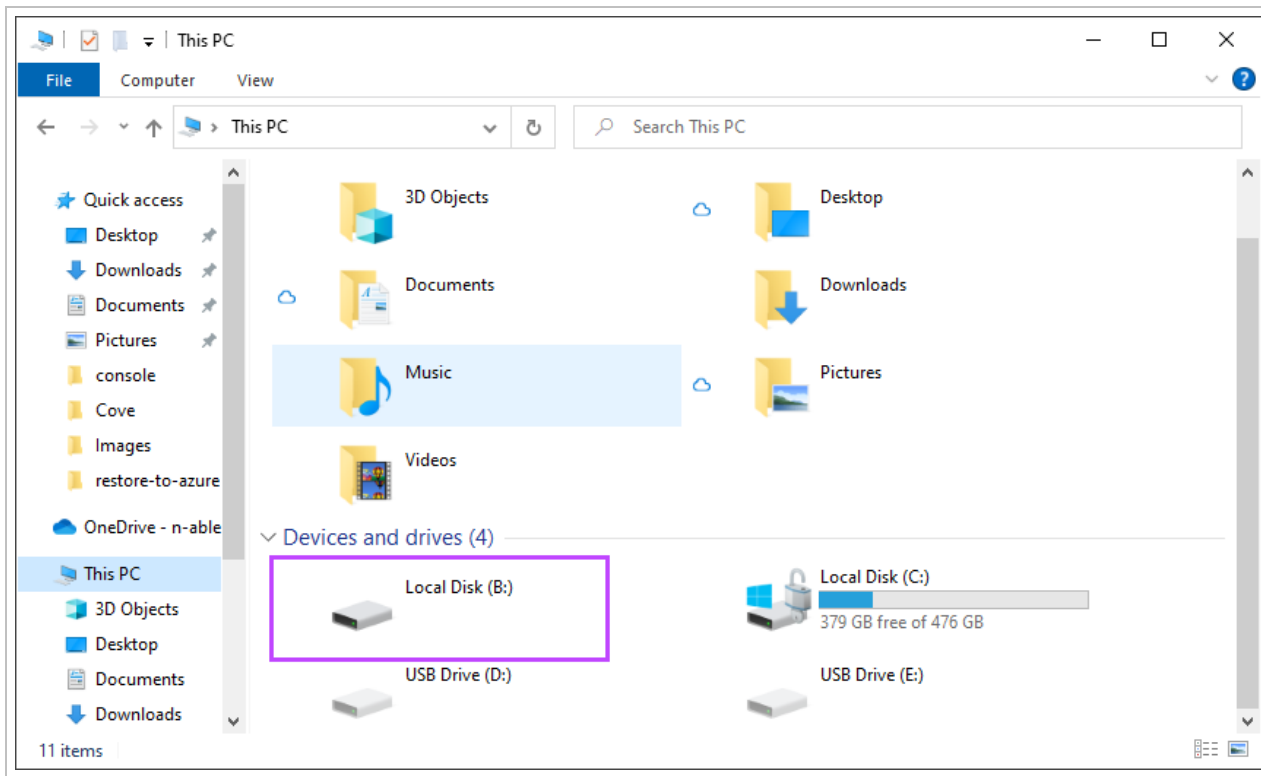 This PC
File Computer View
This PC
Search This PC
Quick access
Desktop
Downloads
Documents
Pictures
console
Cove
Images
restore-to-azure
OneDrive - n-able
This PC
3D Objects
Desktop
Documents
Downloads
3D Objects
Desktop
Documents
Downloads
Music
Pictures
Videos
Devices and drives (4)
Local Disk (B:)
Local Disk (C:)
379 GB free of 476 GB
USB Drive (D:)
USB Drive (E:)
11 items